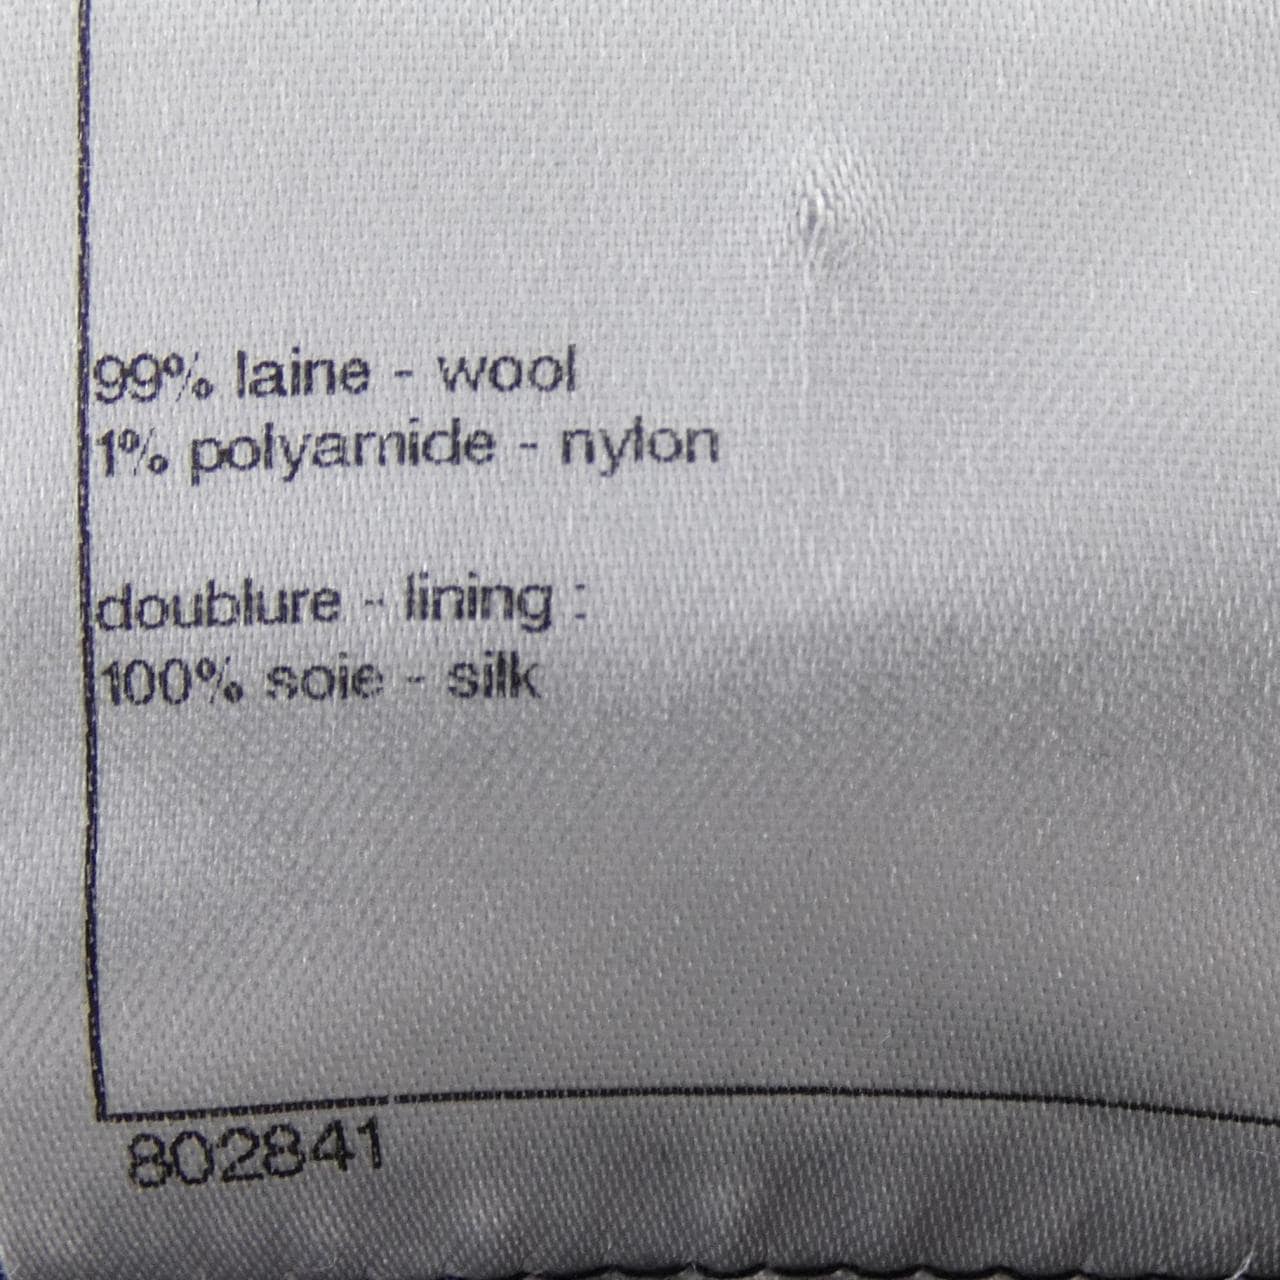 99% laine - wool
1% polyamide - nylon
doublure - lining :
100% soie - silk
802841